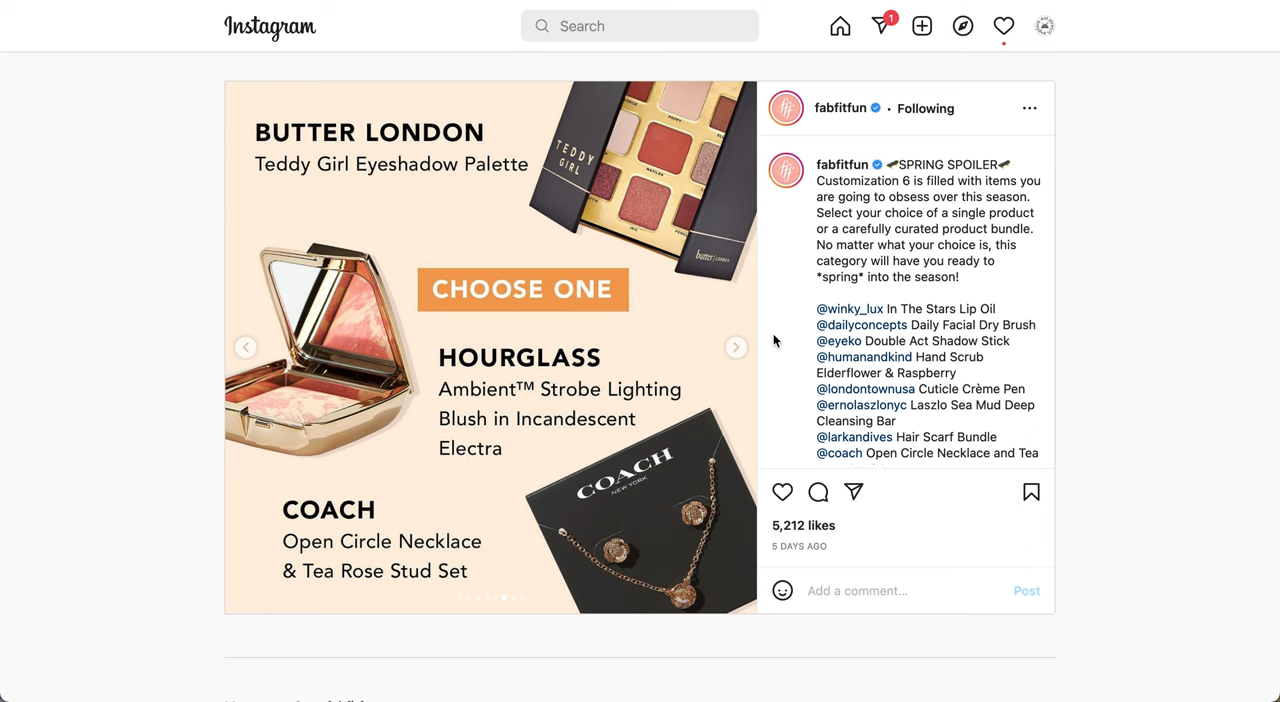 Instagram
Search
1
BUTTER LONDON
Teddy Girl Eyeshadow Palette
TEDDY
GIRL
POPPY
MATILDA
IRIS
butter LONDON
CHOOSE ONE
HOURGLASS
Ambient™ Strobe Lighting
Blush in Incandescent
Electra
COACH
NEW YORK
COACH
Open Circle Necklace
& Tea Rose Stud Set
fff
fabfitfun • Following
fff
fabfitfun SPRING SPOILER
Customization 6 is filled with items you
are going to obsess over this season.
Select your choice of a single product
or a carefully curated product bundle.
No matter what your choice is, this
category will have you ready to
*spring* into the season!
@winky_lux In The Stars Lip Oil
@dailyconcepts Daily Facial Dry Brush
@eyeko Double Act Shadow Stick
@humanandkind Hand Scrub
Elderflower & Raspberry
@londontownusa Cuticle Crème Pen
@ernolaszlonyc Laszlo Sea Mud Deep
Cleansing Bar
@larkandives Hair Scarf Bundle
@coach Open Circle Necklace and Tea
5,212 likes
5 DAYS AGO
Add a comment...
Post